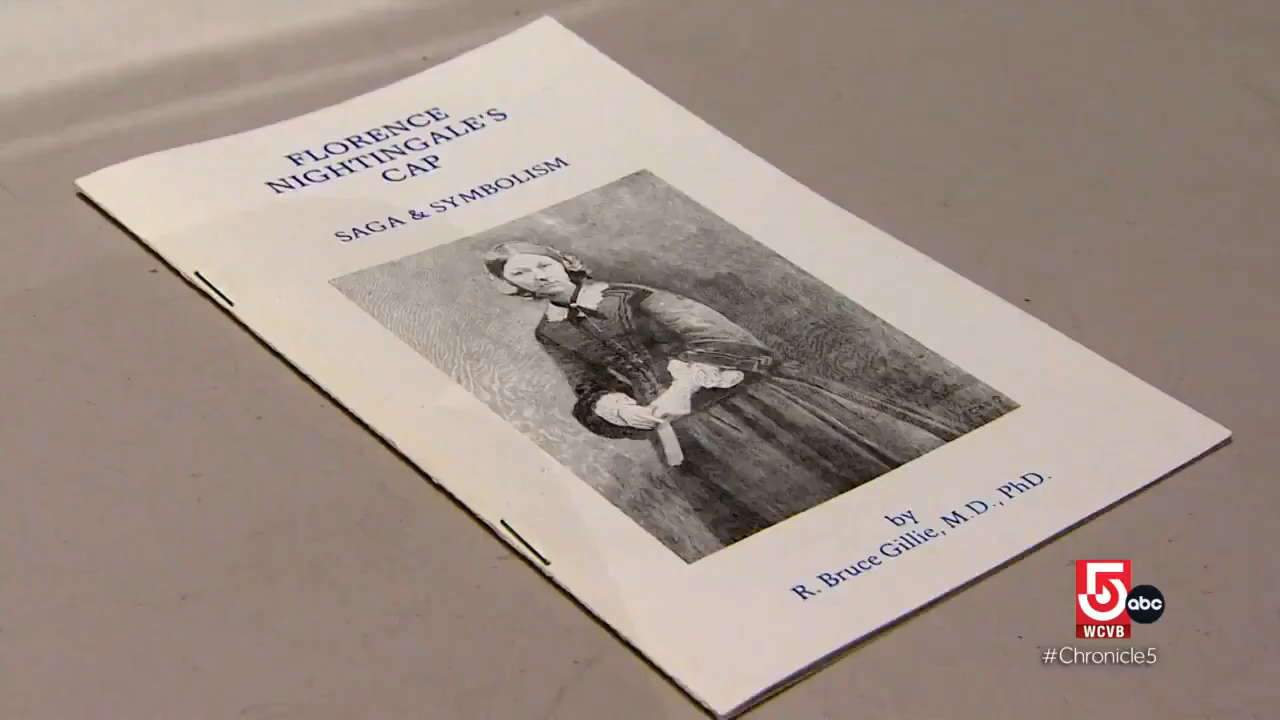 FLORENCE
NIGHTINGALE'S
CAP
SAGA & SYMBOLISM
by
R. Bruce Gillie, M.D., PhD.
5
abc
WCVB
#Chronicle5